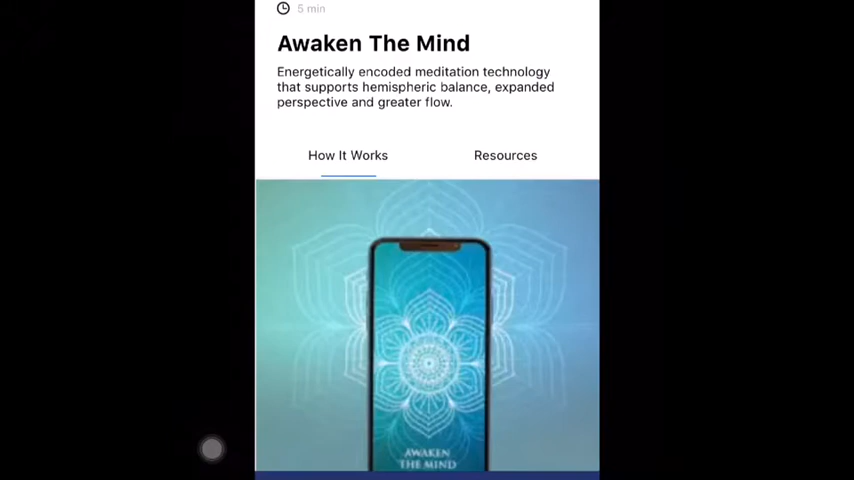 5 min
Awaken The Mind
Energetically encoded meditation technology
that supports hemispheric balance, expanded
perspective and greater flow.
How It Works Resources
AWAKEN
THE MIND